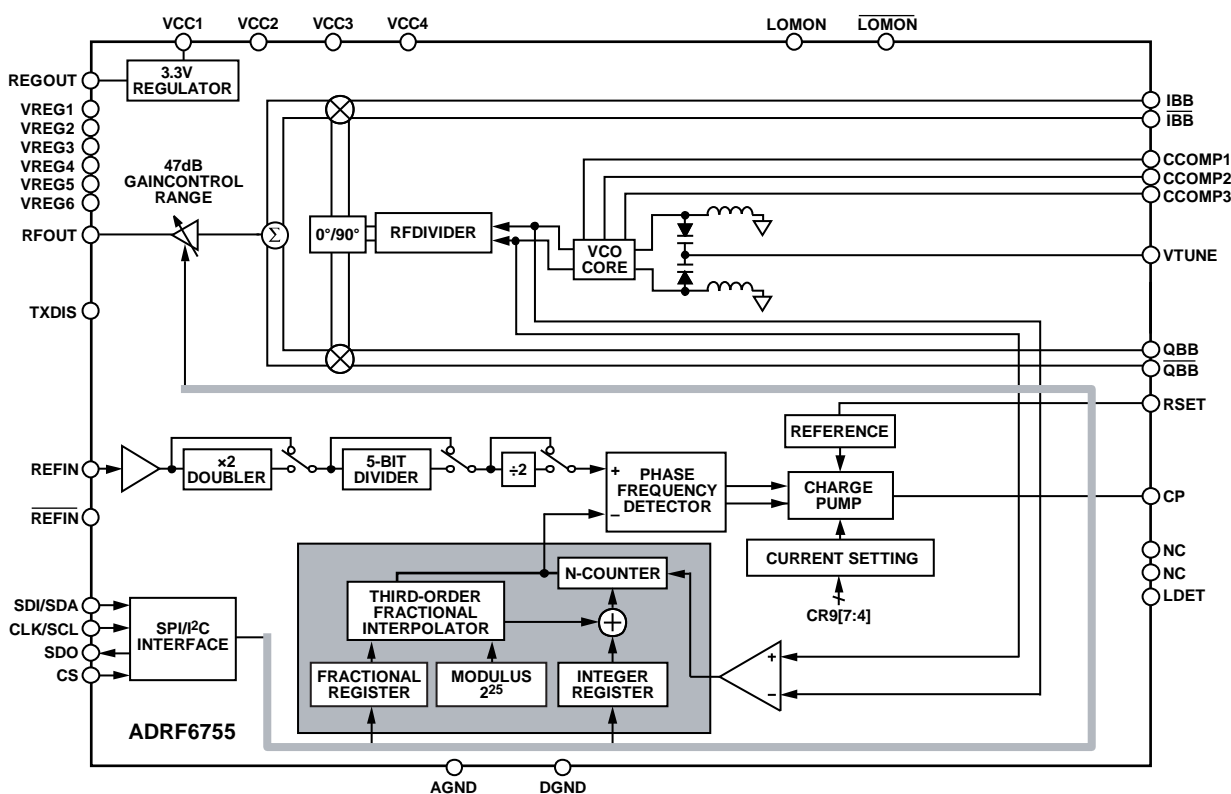 VCC1
VCC2
VCC3
VCC4
LOMON
LOMON
REGOUT
3.3V
REGULATOR
VREG1
VREG2
VREG3
VREG4
VREG5
VREG6
47dB
GAINCONTROL
RANGE
RFOUT
Σ
0°/90°
RFDIVIDER
VCO
CORE
IBB
IBB
CCOMP1
CCOMP2
CCOMP3
VTUNE
TXDIS
QBB
QBB
RSET
REFERENCE
REFIN
×2
DOUBLER
5-BIT
DIVIDER
÷2
+
PHASE
FREQUENCY
DETECTOR
–
CHARGE
PUMP
CP
REFIN
CURRENT SETTING
CR9[7:4]
NC
NC
LDET
N-COUNTER
THIRD-ORDER
FRACTIONAL
INTERPOLATOR
+
SDI/SDA
CLK/SCL
SDO
CS
SPI/I2C
INTERFACE
FRACTIONAL
REGISTER
MODULUS
225
INTEGER
REGISTER
+
–
ADRF6755
AGND
DGND